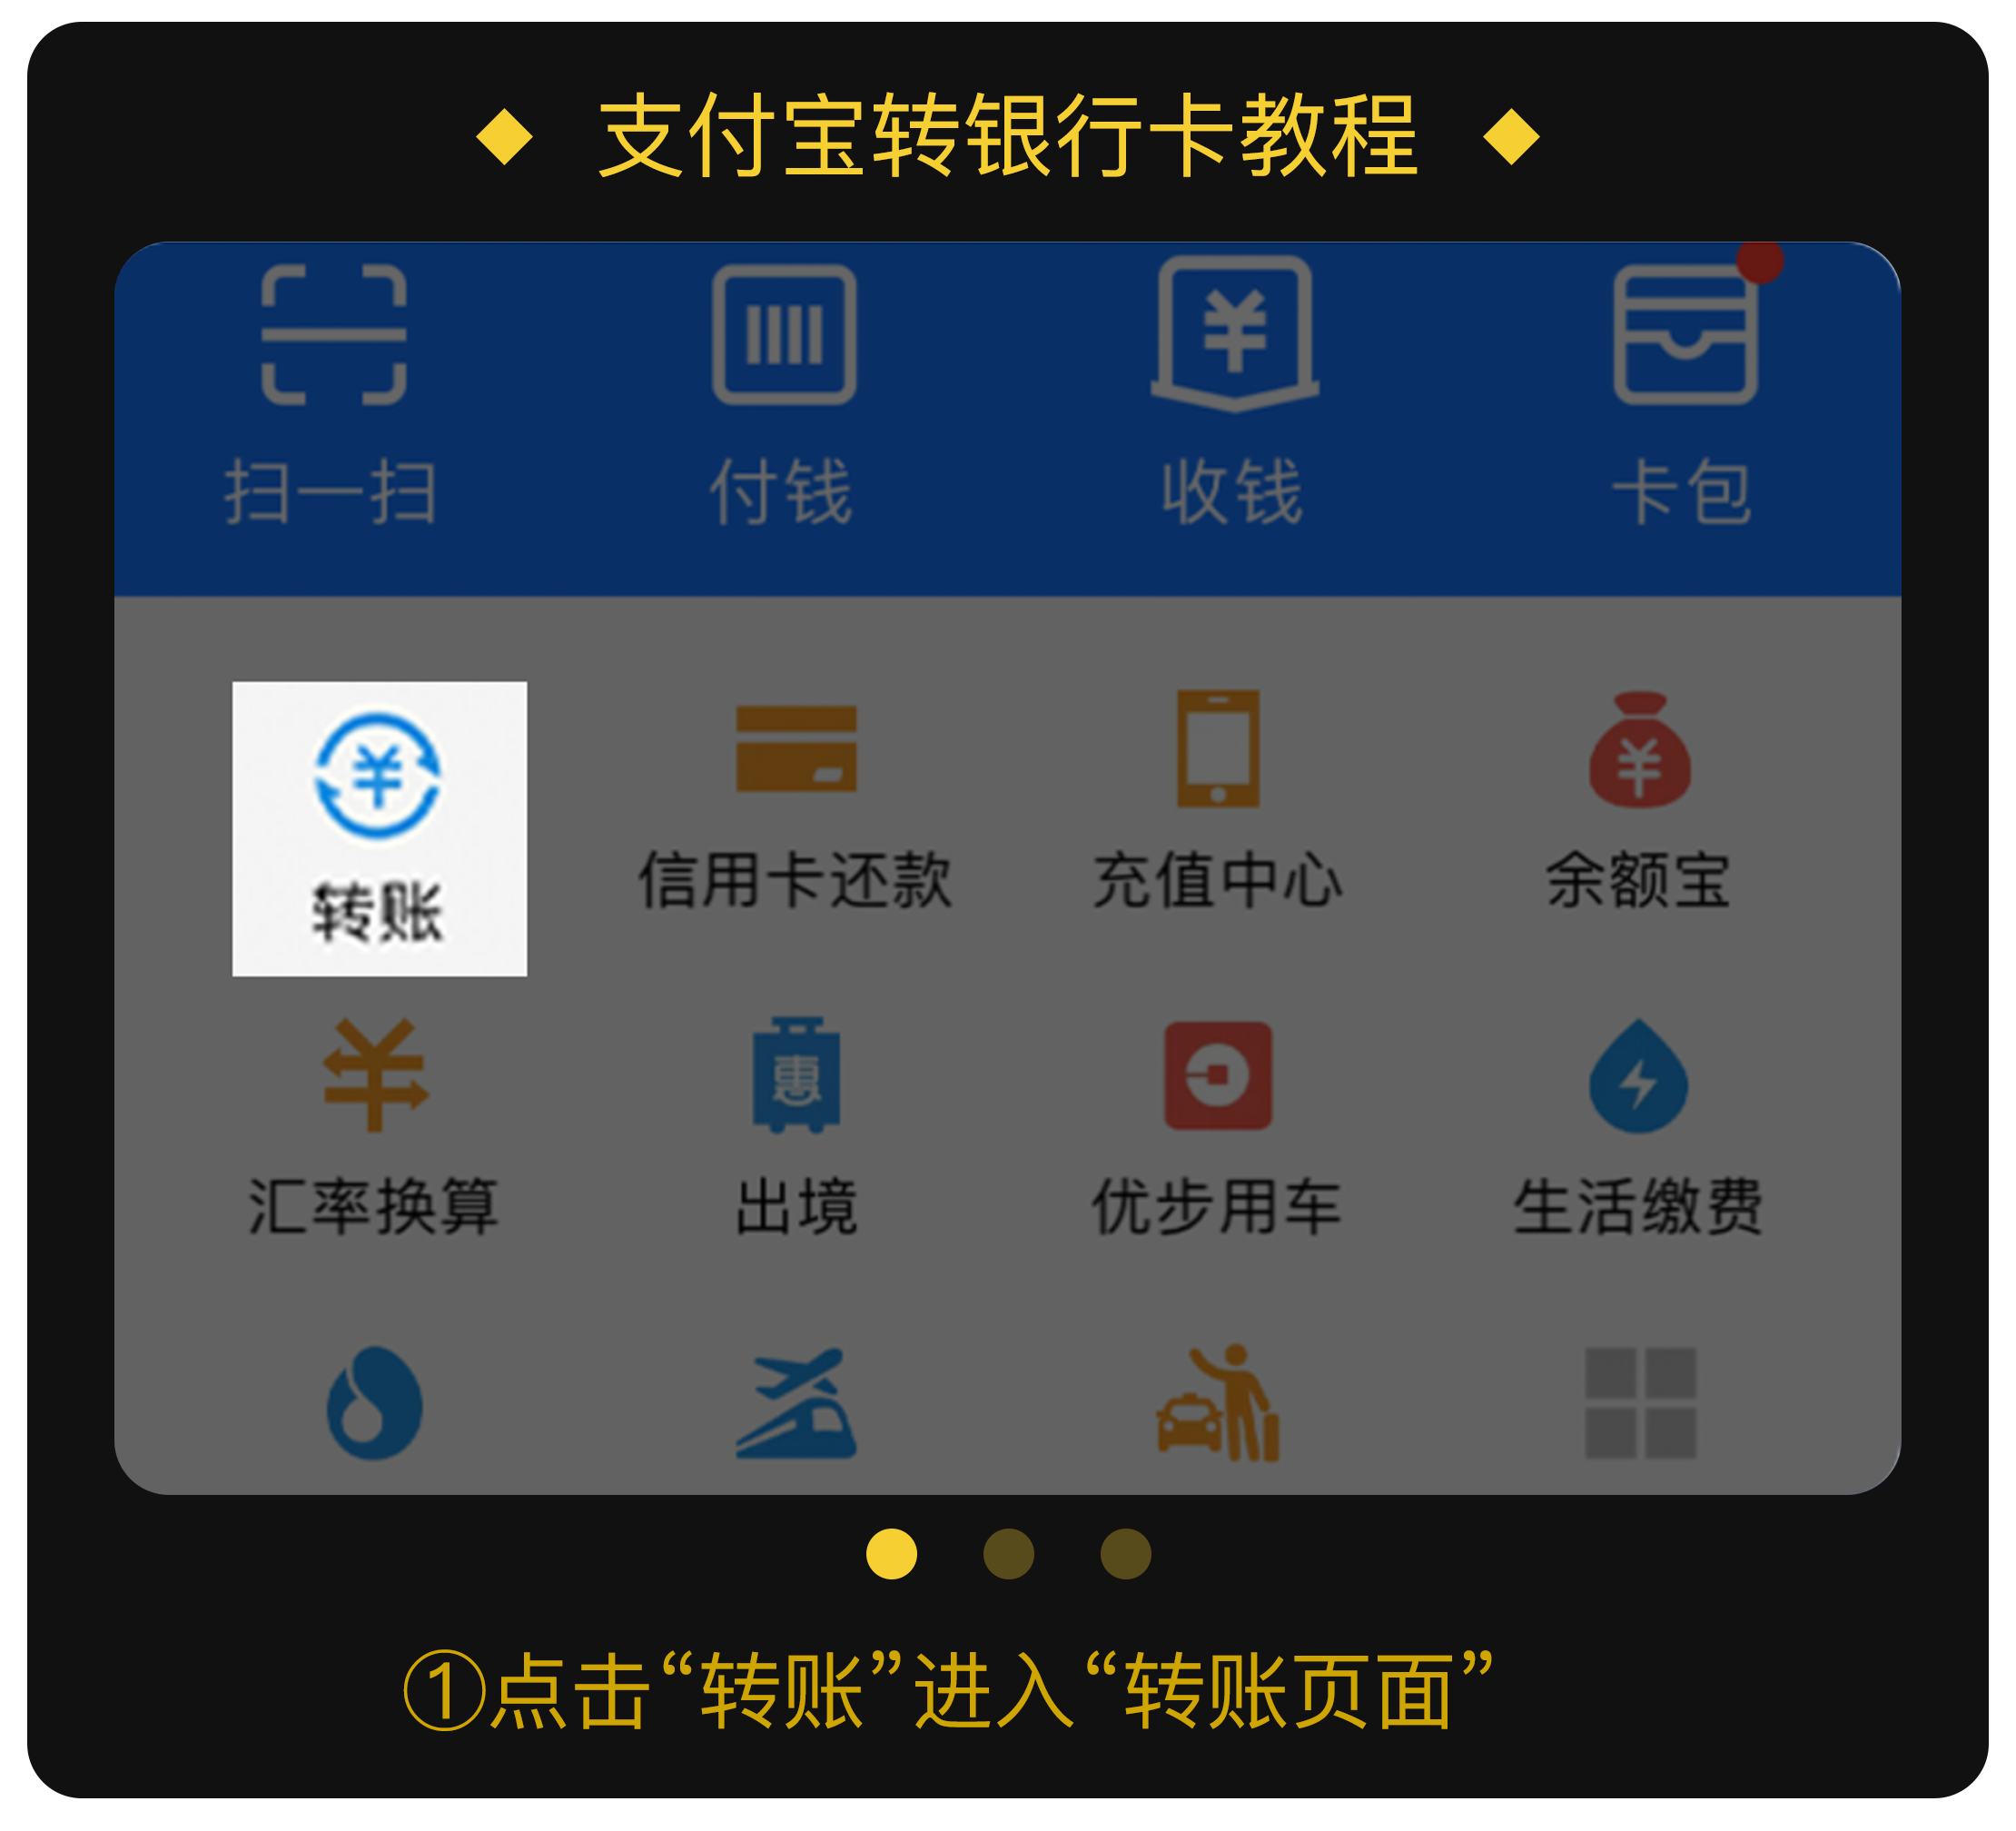 支付宝转银行卡教程
扫一扫 付钱 收钱 卡包
转账 信用卡还款 充值中心 余额宝
惠
汇率换算 出境 优步用车 生活缴费
①点击“转账”进入“转账页面”